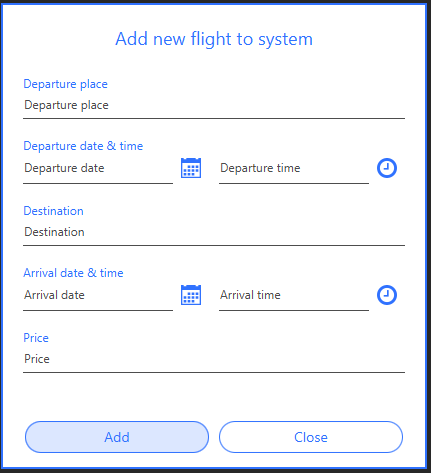 Add new flight to system
Departure place
Departure place
Departure date & time
Departure date Departure time
Destination
Destination
Arrival date & time
Arrival date Arrival time
Price
Price
Add Close